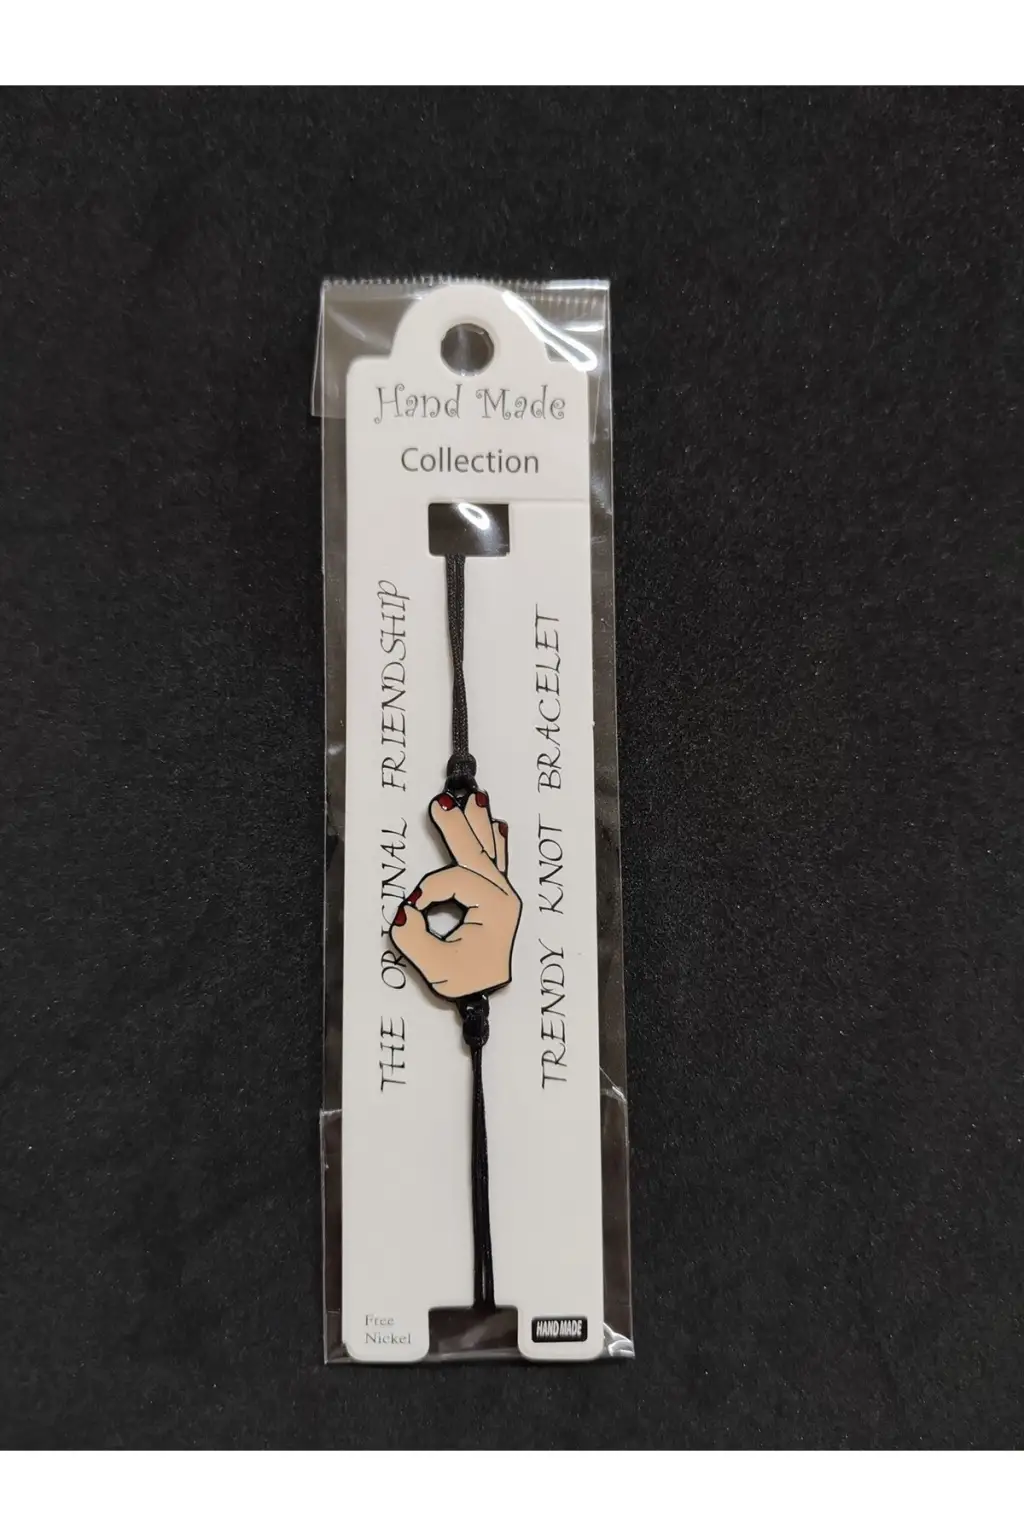 Hand Made
Collection
THE ORIGINAL FRIENDSHIP
TRENDY KNOT BRACELET
Free
Nickel
HAND MADE